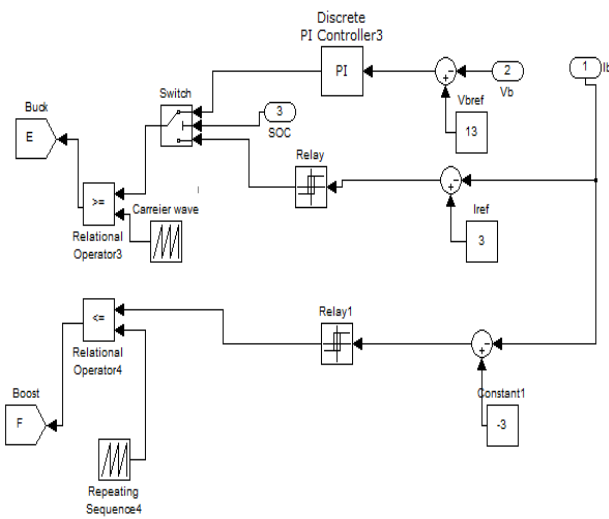 Discrete
PI Controller3
PI
2
Vb
1
Ib
Vbref
13
Switch
3
SOC
Buck
E
Relay
Iref
3
>=
Carreier wave
Relational
Operator3
<=
Relational
Operator4
Relay1
Constant1
-3
Boost
F
Repeating
Sequence4